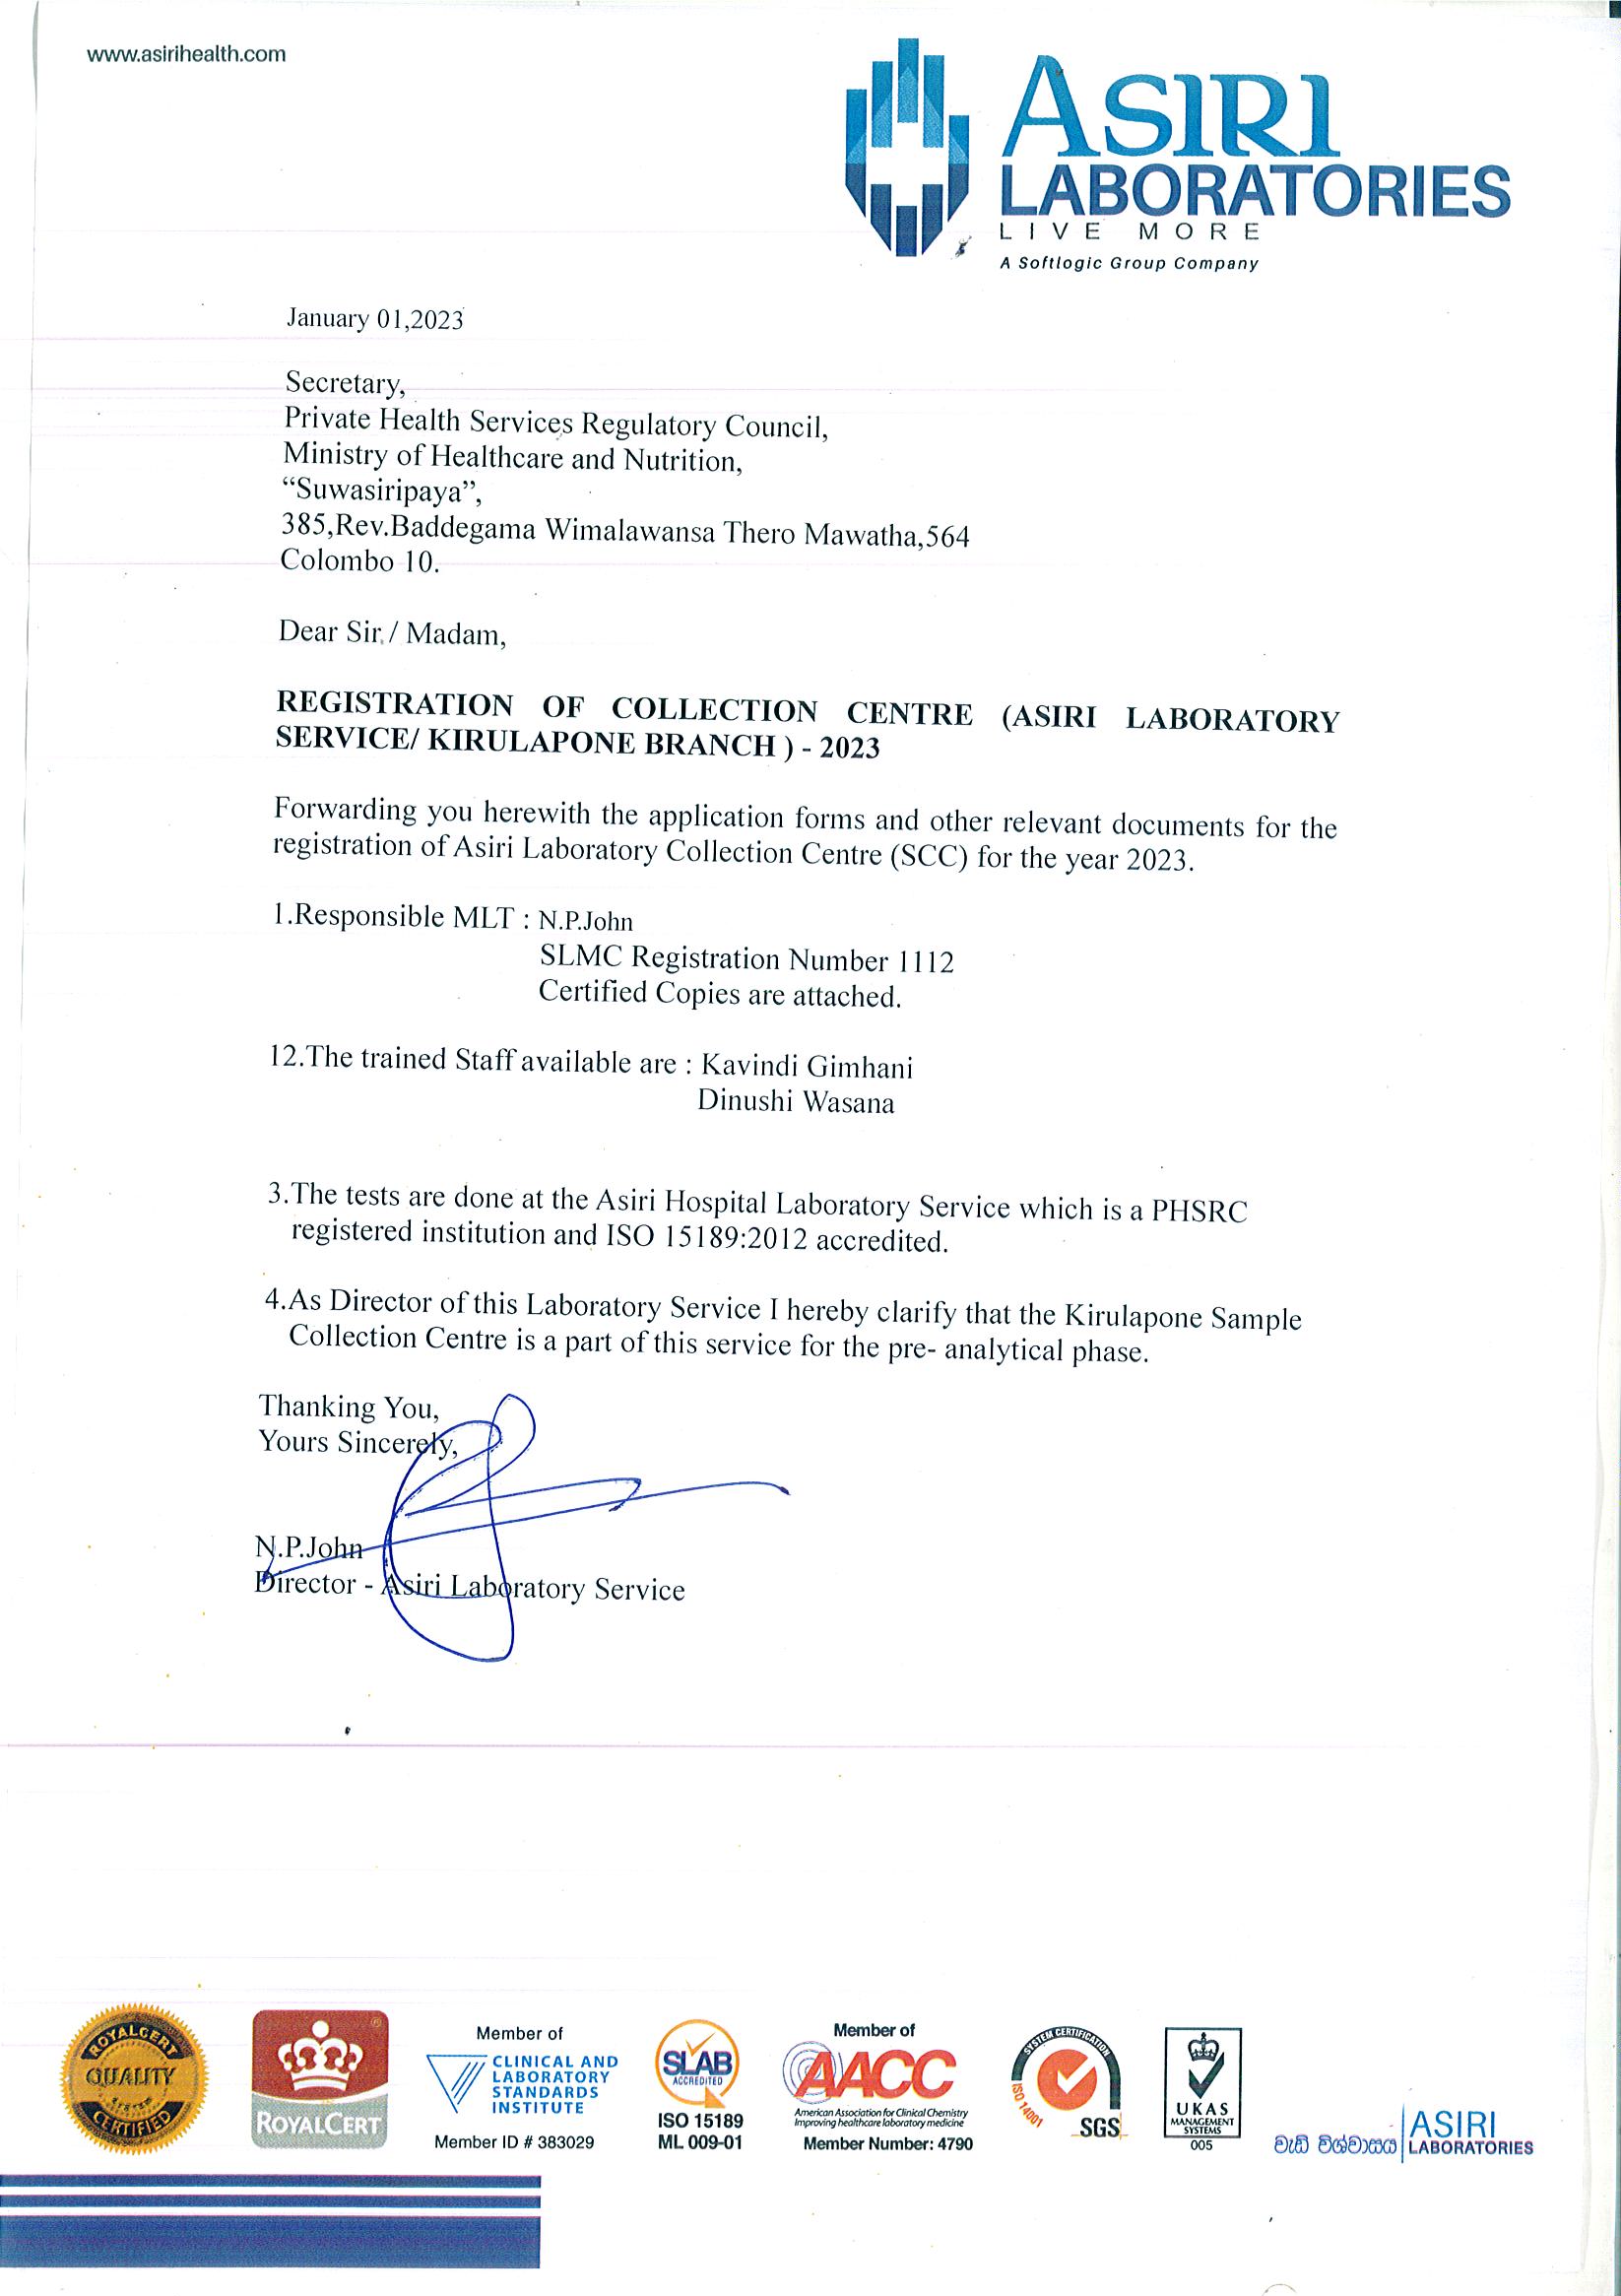 www.asirihealth.com
ASIRI
LABORATORIES
LIVE MORE
A Softlogic Group Company
January 01,2023
Secretary,
Private Health Services Regulatory Council,
Ministry of Healthcare and Nutrition,
“Suwasiripaya”,
385,Rev.Baddegama Wimalawansa Thero Mawatha,564
Colombo 10.
Dear Sir./ Madam,
REGISTRATION OF COLLECTION CENTRE (ASIRI LABORATORY
SERVICE/ KIRULAPONE BRANCH ) - 2023
Forwarding you herewith the application forms and other relevant documents for the
registration of Asiri Laboratory Collection Centre (SCC) for the year 2023.
1.Responsible MLT : N.P.John
SLMC Registration Number 1112
Certified Copies are attached.
12.The trained Staff available are : Kavindi Gimhani
Dinushi Wasana
3.The tests are done at the Asiri Hospital Laboratory Service which is a PHSRC
registered institution and ISO 15189:2012 accredited.
4.As Director of this Laboratory Service I hereby clarify that the Kirulapone Sample
Collection Centre is a part of this service for the pre- analytical phase.
Thanking You,
Yours Sincerely,
N.P.John
Director - Asiri Laboratory Service
ROYALCERT
QUALITY
CERTIFIED
ROYALCERT
Member of
CLINICAL AND
LABORATORY
STANDARDS
INSTITUTE
Member ID # 383029
SLAB
ACCREDITED
ISO 15189
ML 009-01
Member of
AACC
American Association for Clinical Chemistry
Improving healthcare laboratory medicine
Member Number: 4790
SYSTEM CERTIFICATION
ISO 14001
SGS
UKAS
MANAGEMENT
SYSTEMS
005
වැඩි විශ්වාසය
ASIRI
LABORATORIES